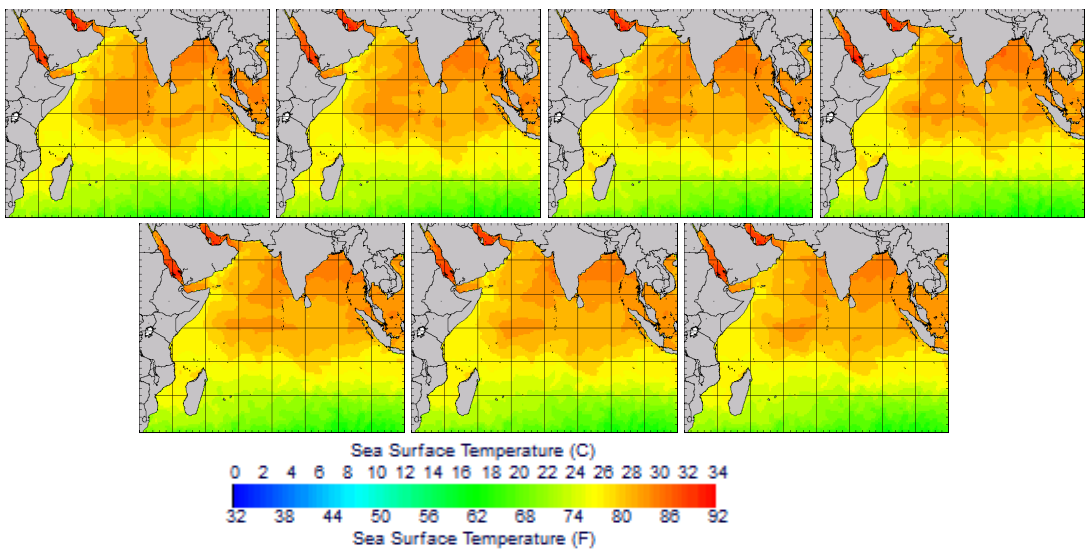 Sea Surface Temperature (C)
0 2 4 6 8 10 12 14 16 18 20 22 24 26 28 30 32 34
32 38 44 50 56 62 68 74 80 86 92
Sea Surface Temperature (F)